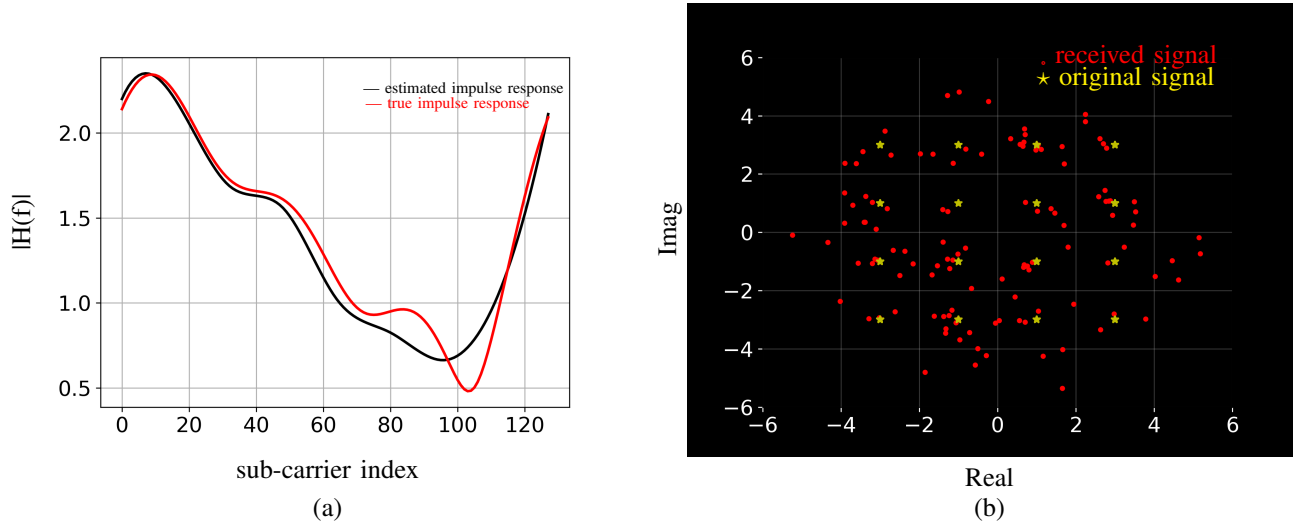 estimated impulse response
true impulse response
|H(f)|
2.0
1.5
1.0
0.5
0 20 40 60 80 100 120
sub-carrier index
(a)
received signal
original signal
Imag
6
4
2
0
−2
−4
−6
−6 −4 −2 0 2 4 6
Real
(b)